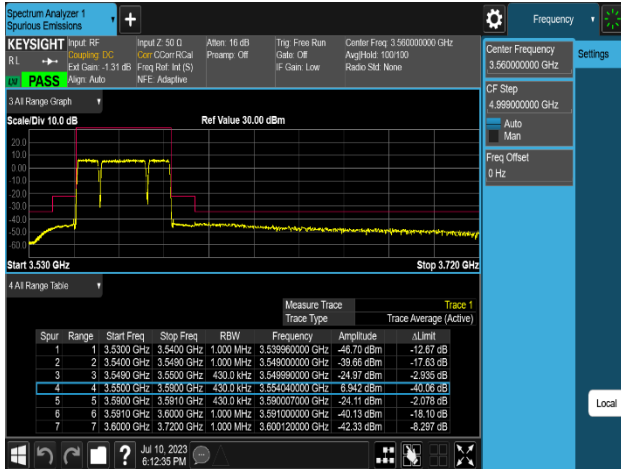 Spectrum Analyzer 1
Spurious Emissions
Frequency
KEYSIGHT
Input: RF
Input Z: 50 Ω
Atten: 16 dB
Trig: Free Run
Center Freq: 3.560000000 GHz
R L
Coupling: DC
Corr CCorr RCal
Preamp: Off
Gate: Off
Avg|Hold: 100/100
Ext Gain: -1.31 dB
Freq Ref: Int (S)
IF Gain: Low
Radio Std: None
PASS
Align: Auto
NFE: Adaptive
Center Frequency
3.560000000 GHz
Settings
CF Step
4.999000000 GHz
Auto
Man
Freq Offset
0 Hz
3 All Range Graph
Scale/Div 10.0 dB
Ref Value 30.00 dBm
20.0
10.0
0.00
-10.0
-20.0
-30.0
-40.0
-50.0
-60.0
Start 3.530 GHz
Stop 3.720 GHz
4 All Range Table
Measure Trace Trace 1
Trace Type Trace Average (Active)
Spur Range Start Freq Stop Freq RBW Frequency Amplitude ΔLimit
1 1 3.5300 GHz 3.5400 GHz 1.000 MHz 3.539960000 GHz -46.70 dBm -12.67 dB
2 2 3.5400 GHz 3.5490 GHz 1.000 MHz 3.549000000 GHz -39.66 dBm -17.63 dB
3 3 3.5490 GHz 3.5500 GHz 430.0 kHz 3.549990000 GHz -24.97 dBm -2.935 dB
4 4 3.5500 GHz 3.5900 GHz 430.0 kHz 3.554040000 GHz 6.942 dBm -40.06 dB
5 5 3.5900 GHz 3.5910 GHz 430.0 kHz 3.590007000 GHz -24.11 dBm -2.078 dB
6 6 3.5910 GHz 3.6000 GHz 1.000 MHz 3.591000000 GHz -40.13 dBm -18.10 dB
7 7 3.6000 GHz 3.7200 GHz 1.000 MHz 3.600120000 GHz -42.33 dBm -8.297 dB
Local
Jul 10, 2023
6:12:35 PM